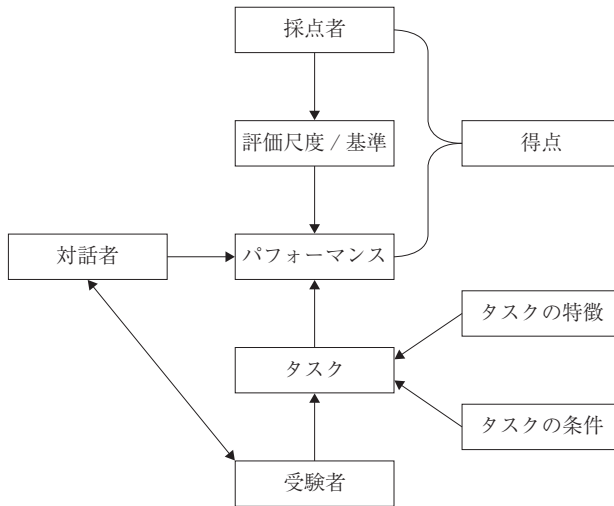 採点者
評価尺度 / 基準
得点
対話者
パフォーマンス
タスクの特徴
タスク
タスクの条件
受験者